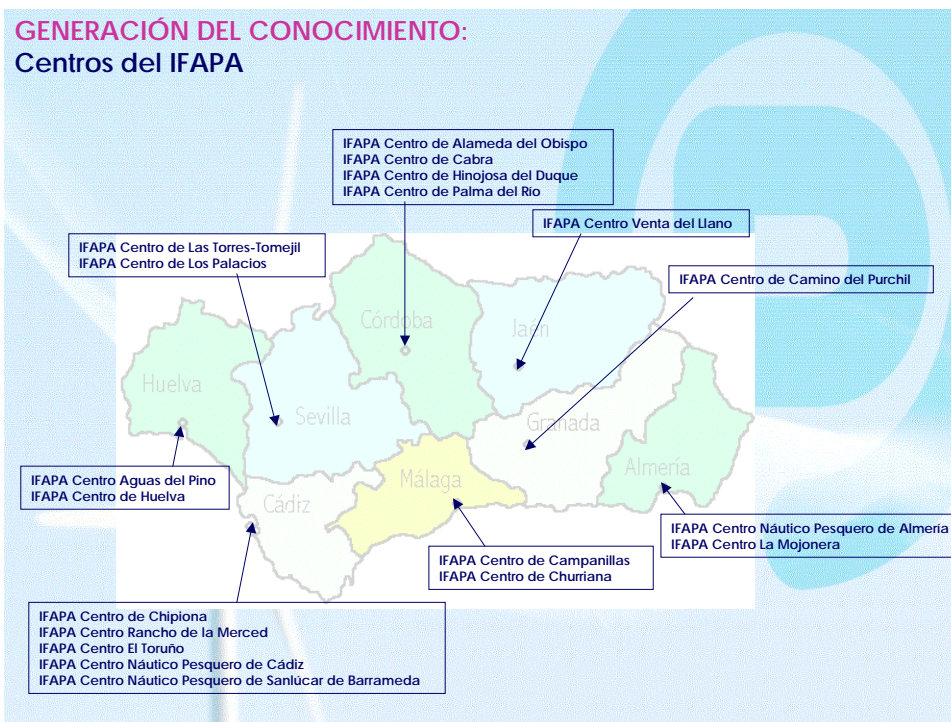 GENERACIÓN DEL CONOCIMIENTO:
Centros del IFAPA
IFAPA Centro de Alameda del Obispo
IFAPA Centro de Cabra
IFAPA Centro de Hinojosa del Duque
IFAPA Centro de Palma del Río
IFAPA Centro Venta del Llano
IFAPA Centro de Las Torres-Tomejil
IFAPA Centro de Los Palacios
IFAPA Centro de Camino del Purchil
Córdoba
Jaén
Huelva
Sevilla
Granada
Málaga
Almería
Cádiz
IFAPA Centro Aguas del Pino
IFAPA Centro de Huelva
IFAPA Centro Náutico Pesquero de Almería
IFAPA Centro La Mojonera
IFAPA Centro de Campanillas
IFAPA Centro de Churriana
IFAPA Centro de Chipiona
IFAPA Centro Rancho de la Merced
IFAPA Centro El Toruño
IFAPA Centro Náutico Pesquero de Cádiz
IFAPA Centro Náutico Pesquero de Sanlúcar de Barrameda